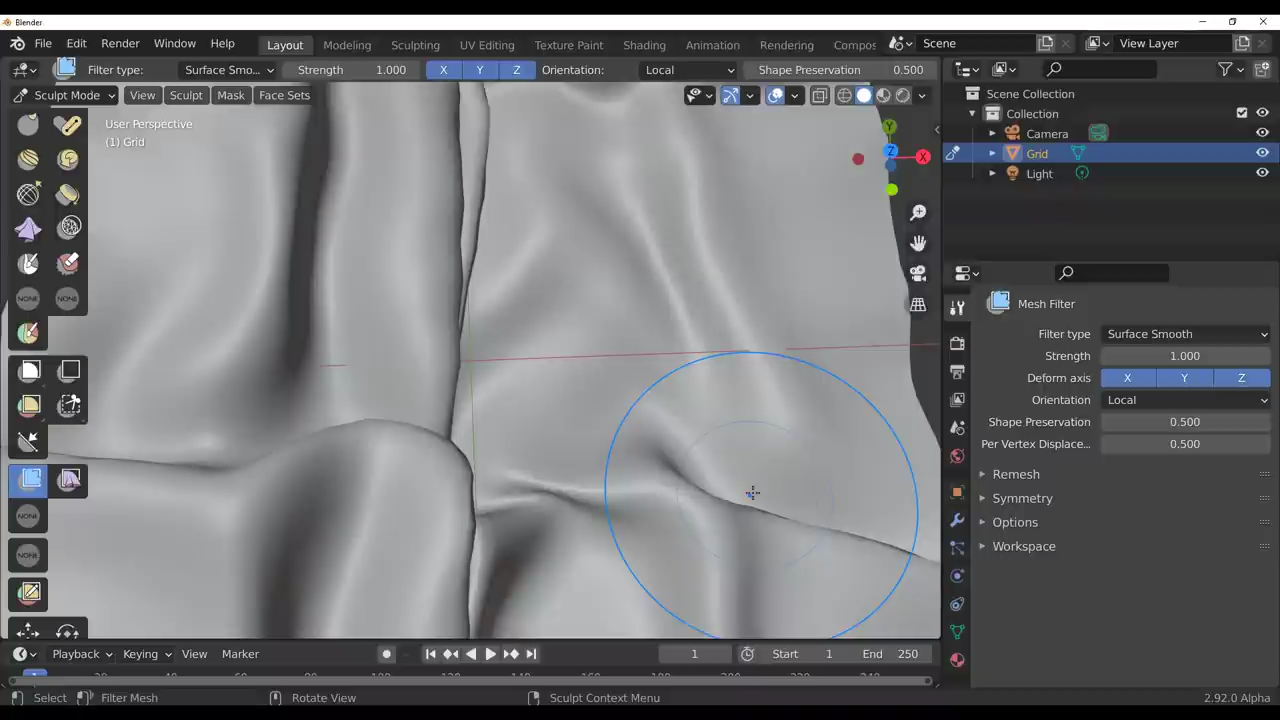 Blender
File Edit Render Window Help Layout Modeling Sculpting UV Editing Texture Paint Shading Animation Rendering Compos Scene View Layer
Filter type: Surface Smo... Strength 1.000 X Y Z Orientation: Local Shape Preservation 0.500
Sculpt Mode View Sculpt Mask Face Sets
User Perspective
(1) Grid
Y
Z
X
NONE NONE
NONE
NONE
Scene Collection
Collection
Camera
Grid
Light
Mesh Filter
Filter type Surface Smooth
Strength 1.000
Deform axis X Y Z
Orientation Local
Shape Preservation 0.500
Per Vertex Displace... 0.500
Remesh
Symmetry
Options
Workspace
Playback Keying View Marker 1 Start 1 End 250
Select Filter Mesh Rotate View Sculpt Context Menu 2.92.0 Alpha